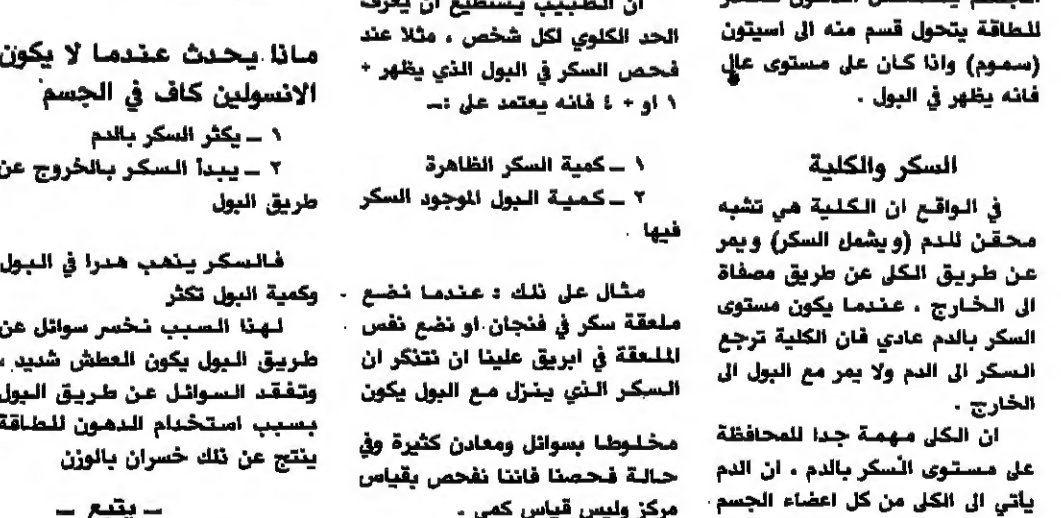 للطاقة يتحول قسم منه الى اسيتون
(سموم) واذا كان على مستوى عال
فانه يظهر في البول .
السكر والكلية
في الواقع ان الكلية هي تشبه
محقن للدم (ويشمل السكر) ويمر
عن طريق الكلى عن طريق مصفاة
الى الخارج . عندما يكون مستوى
السكر بالدم عادي فان الكلية ترجع
السكر الى الدم ولا يمر مع البول الى
الخارج .
ان الكلى مهمة جدا للمحافظة
على مستوى السكر بالدم . ان الدم
يأتي الى الكلى من كل اعضاء الجسم
ان الطبيب يستطيع ان يعرف
الحد الكلوي لكل شخص ، مثلا عند
فحص السكر في البول الذي يظهر +
١ او + ٤ فانه يعتمد على :ـ
١ ـ كمية السكر الظاهرة
٢ ـ كمية البول الموجود السكر
فيها .
مثال على ذلك : عندما نضع
ملعقة سكر في فنجان او نضع نفس
الملعقة في ابريق علينا ان نتذكر ان
السكر الذي ينزل مع البول يكون
مخلوطا بسوائل ومعادن كثيرة وفي
حالة فحصنا فاننا نفحص بقياس
مركز وليس قياس كمي .
ماذا يحدث عندما لا يكون
الانسولين كاف في الجسم
١ ـ يكثر السكر بالدم
٢ ـ يبدأ السكر بالخروج عن
طريق البول
فالسكر يذهب هدرا في البول
وكمية البول تكثر
لهذا السبب نخسر سوائل عن
طريق البول يكون العطش شديد ،
وتفقد السوائل عن طريق البول
بسبب استخدام الدهون للطاقة
ينتج عن ذلك خسران بالوزن
ـ يتبع ـ